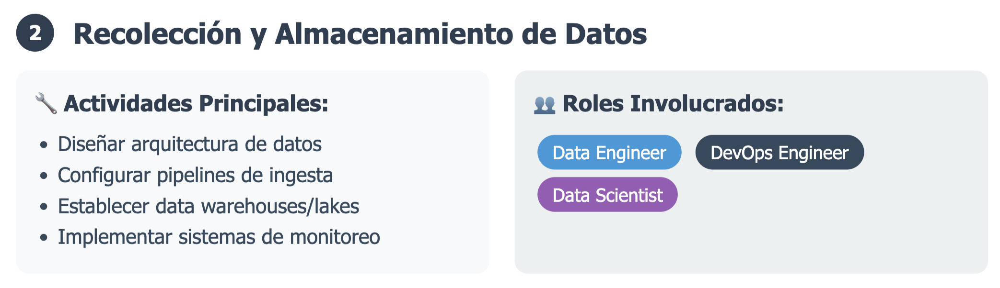 2
Recolección y Almacenamiento de Datos
Actividades Principales:
• Diseñar arquitectura de datos
• Configurar pipelines de ingesta
• Establecer data warehouses/lakes
• Implementar sistemas de monitoreo
Roles Involucrados:
Data Engineer
DevOps Engineer
Data Scientist